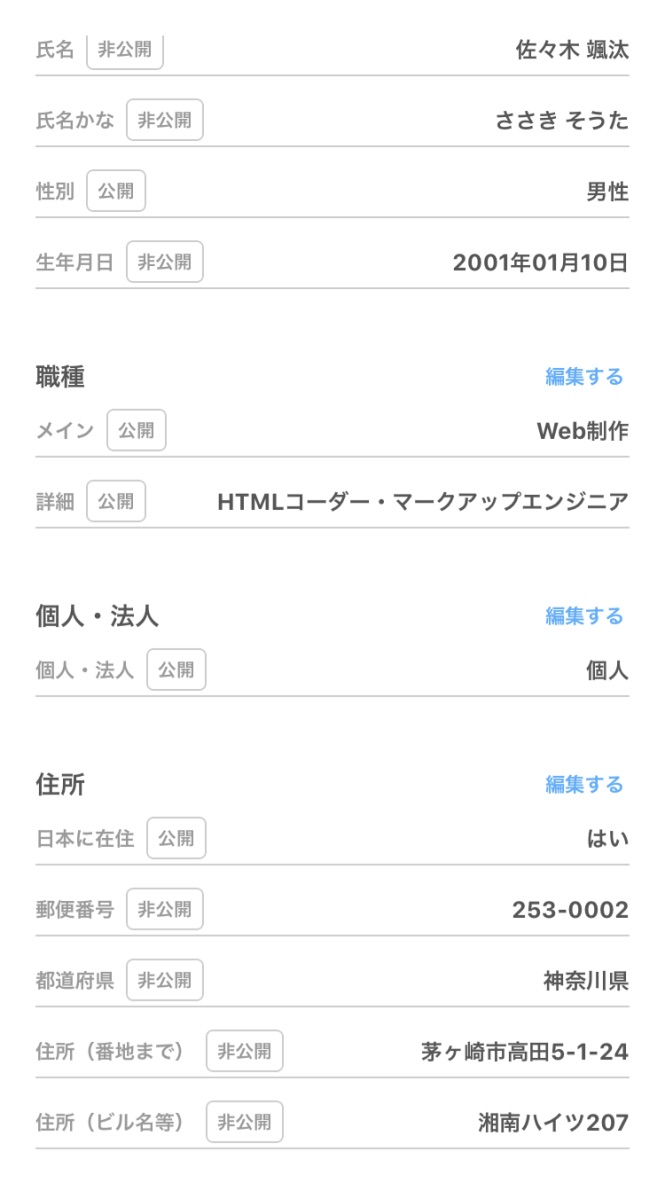 氏名 非公開 佐々木 颯汰
氏名かな 非公開 ささき そうた
性別 公開 男性
生年月日 非公開 2001年01月10日
職種 編集する
メイン 公開 Web制作
詳細 公開 HTMLコーダー・マークアップエンジニア
個人・法人 編集する
個人・法人 公開 個人
住所 編集する
日本に在住 公開 はい
郵便番号 非公開 253-0002
都道府県 非公開 神奈川県
住所（番地まで） 非公開 茅ヶ崎市高田5-1-24
住所（ビル名等） 非公開 湘南ハイツ207